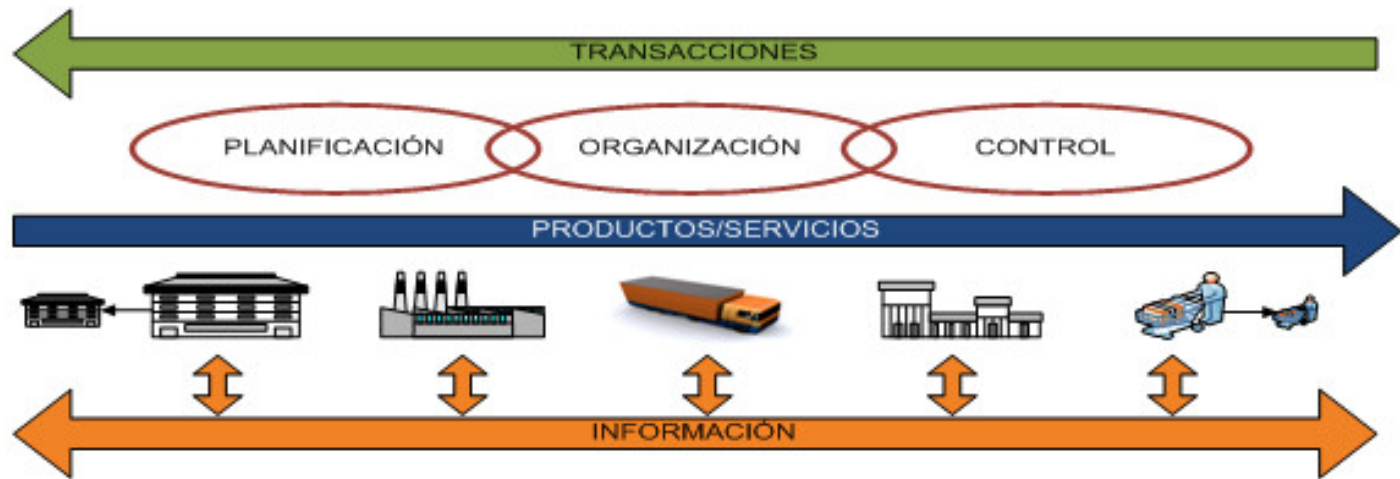 TRANSACCIONES
PLANIFICACIÓN
ORGANIZACIÓN
CONTROL
PRODUCTOS/SERVICIOS
INFORMACIÓN